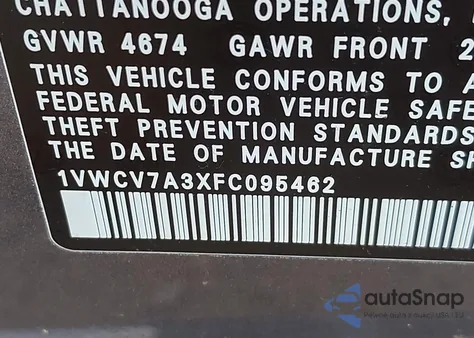 CHATTANOOGA OPERATIONS,
GVWR 4674 GAWR FRONT 2
THIS VEHICLE CONFORMS TO A
FEDERAL MOTOR VEHICLE SAFE
THEFT PREVENTION STANDARDS
THE DATE OF MANUFACTURE S
1VWCV7A3XFC095462
autoSnap